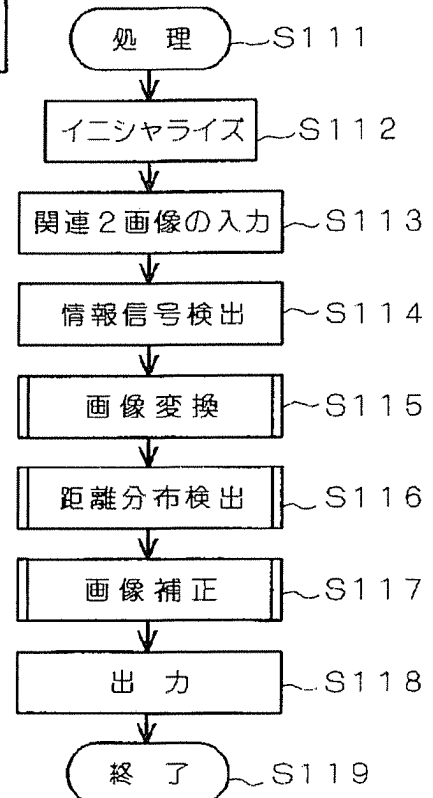 処理 S111
イニシャライズ S112
関連2画像の入力 S113
情報信号検出 S114
画像変換 S115
距離分布検出 S116
画像補正 S117
出力 S118
終了 S119